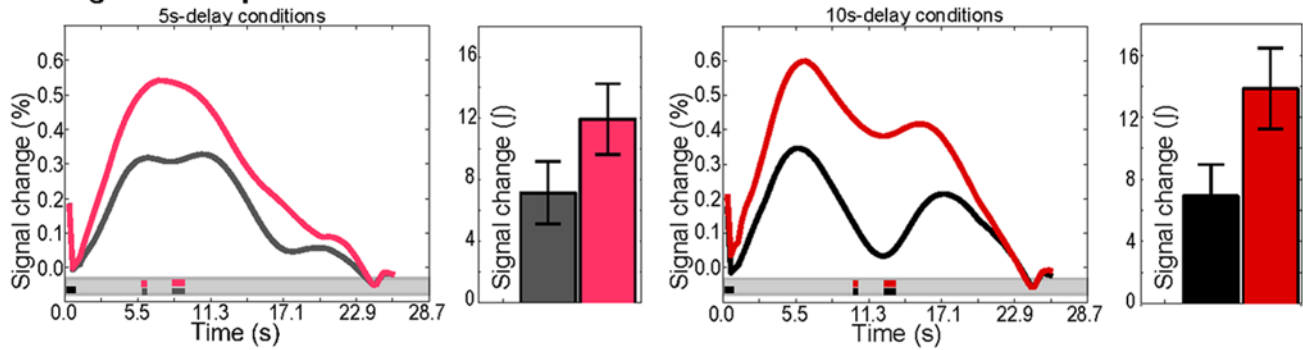 5s-delay conditions
Signal change (%)
0.6
0.5
0.4
0.3
0.2
0.1
0.0
0.0 5.5 11.3 17.1 22.9 28.7
Time (s)
Signal change (∫)
16
12
8
4
0
10s-delay conditions
Signal change (%)
0.6
0.5
0.4
0.3
0.2
0.1
0.0
0.0 5.5 11.3 17.1 22.9 28.7
Time (s)
Signal change (∫)
16
12
8
4
0